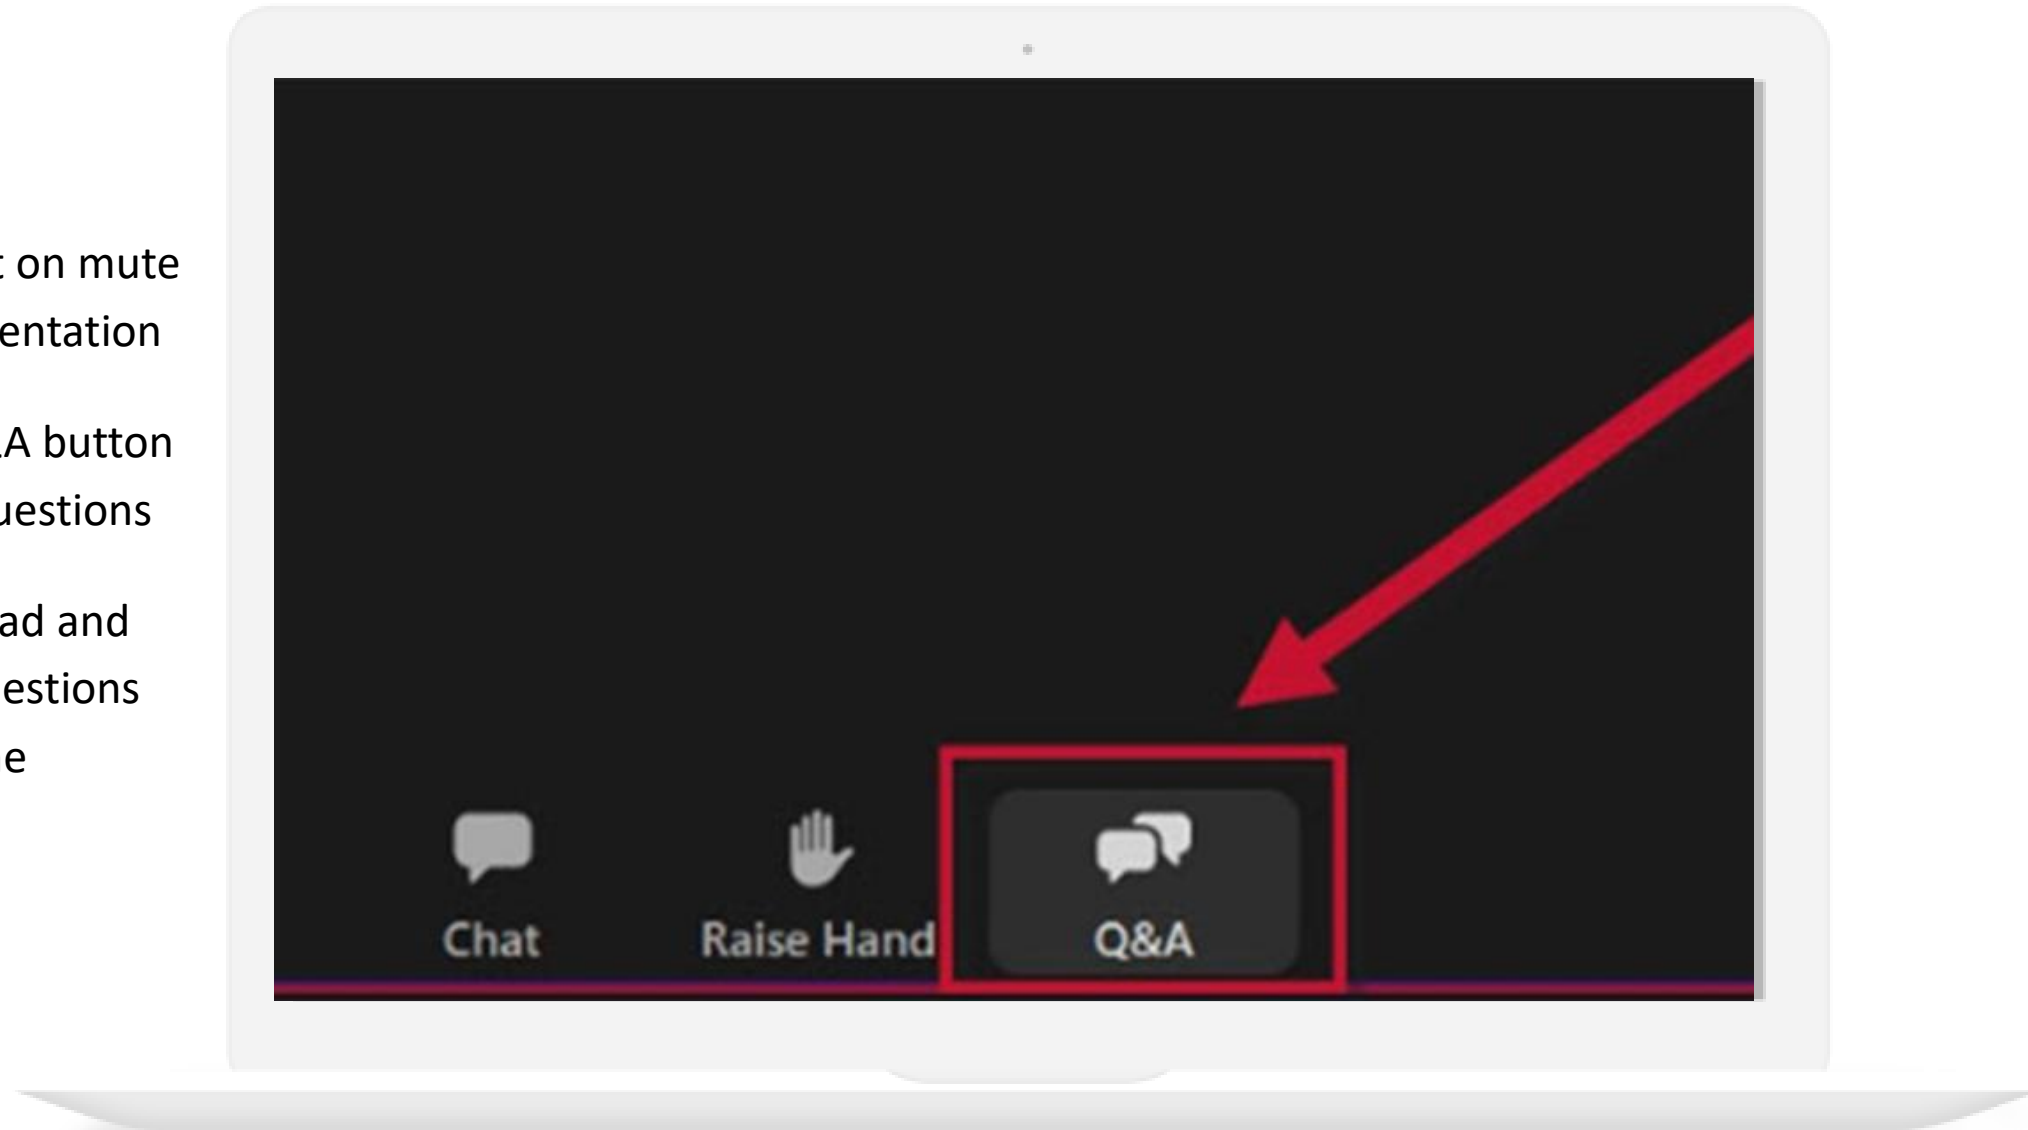 on mute
entation
A button
uestions
ad and
estions
e
Chat
Raise Hand
Q&A